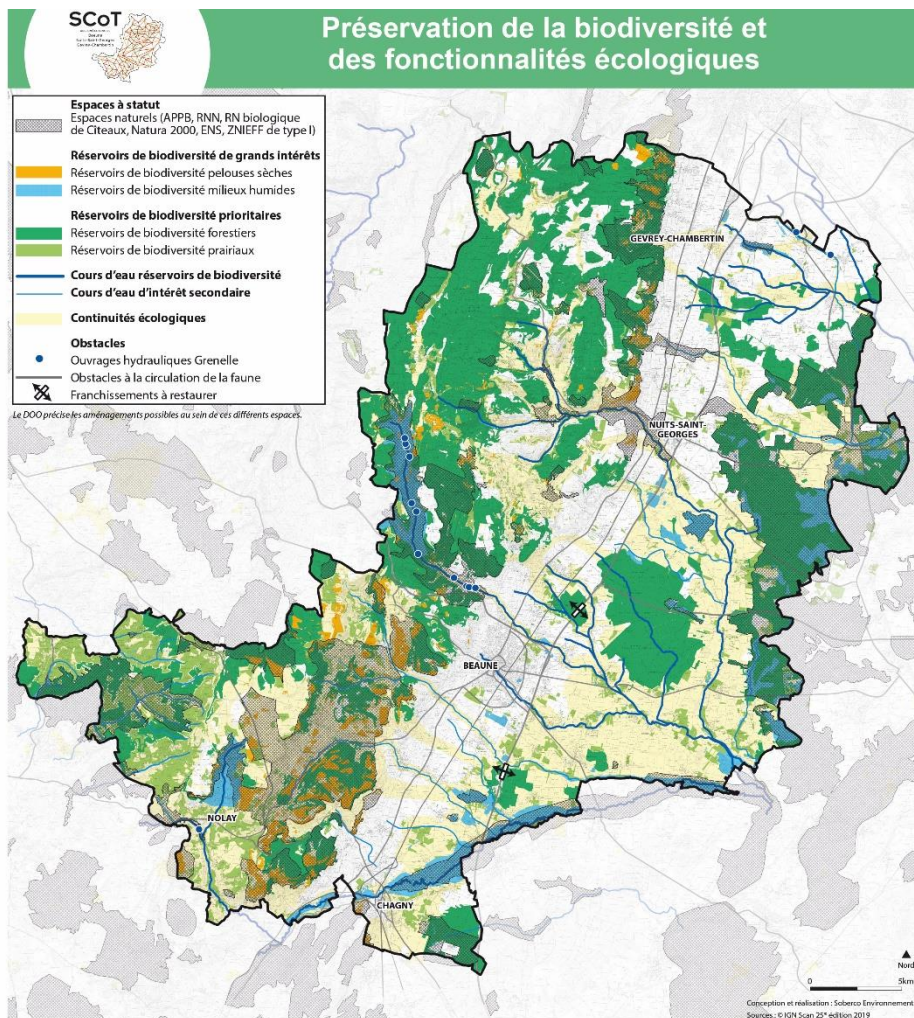 SCoT
Préservation de la biodiversité et
des fonctionnalités écologiques
Espaces à statut
Espaces naturels (APPB, RNN, RN biologique
de Cîteaux, Natura 2000, ENS, ZNIEFF de type I)
Réservoirs de biodiversité de grands intérêts
Réservoirs de biodiversité pelouses sèches
Réservoirs de biodiversité milieux humides
Réservoirs de biodiversité prioritaires
Réservoirs de biodiversité forestiers
Réservoirs de biodiversité prairiaux
Cours d'eau réservoirs de biodiversité
Cours d'eau d'intérêt secondaire
Continuités écologiques
Obstacles
Ouvrages hydrauliques Grenelle
Obstacles à la circulation de la faune
Franchissements à restaurer
Le DOO précise les aménagements possibles au sein de ces différents espaces.
GEVREY-CHAMBERTIN
NUITS-SAINT-
GEORGES
BEAUNE
NOLAY
CHAGNY
Nord
0 5km
Conception et réalisation : Soberco Environnement
Sources : © IGN Scan 25® édition 2019